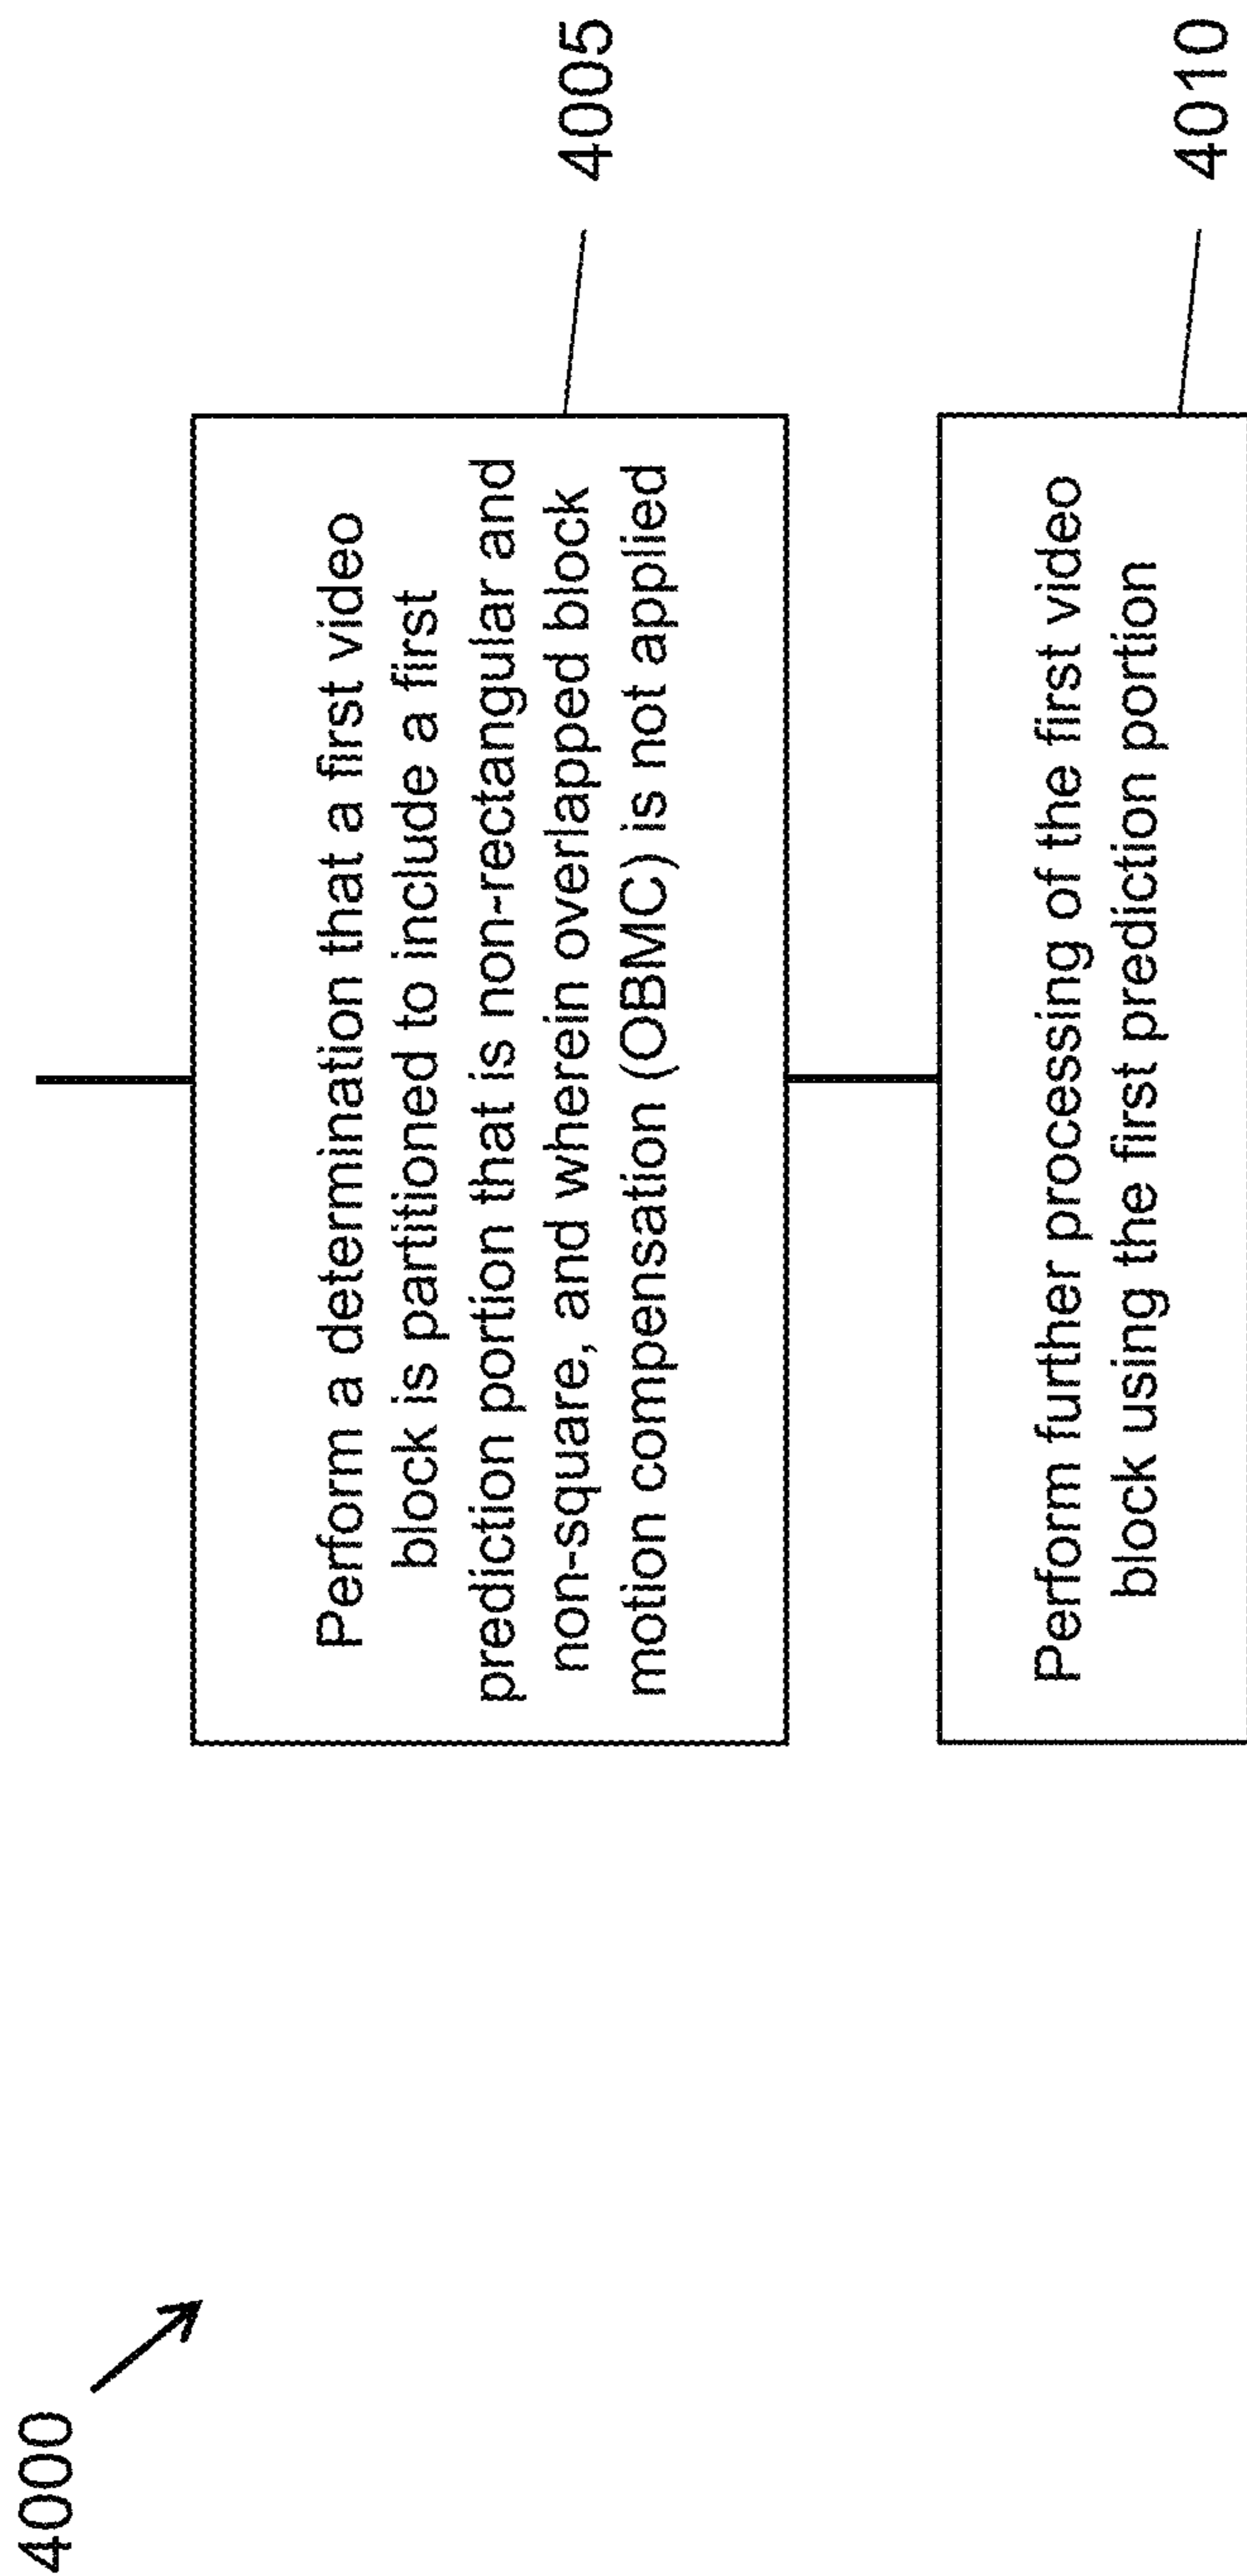 4000
Perform a determination that a first video
block is partitioned to include a first
prediction portion that is non-rectangular and
non-square, and wherein overlapped block
motion compensation (OBMC) is not applied
4005
Perform further processing of the first video
block using the first prediction portion
4010